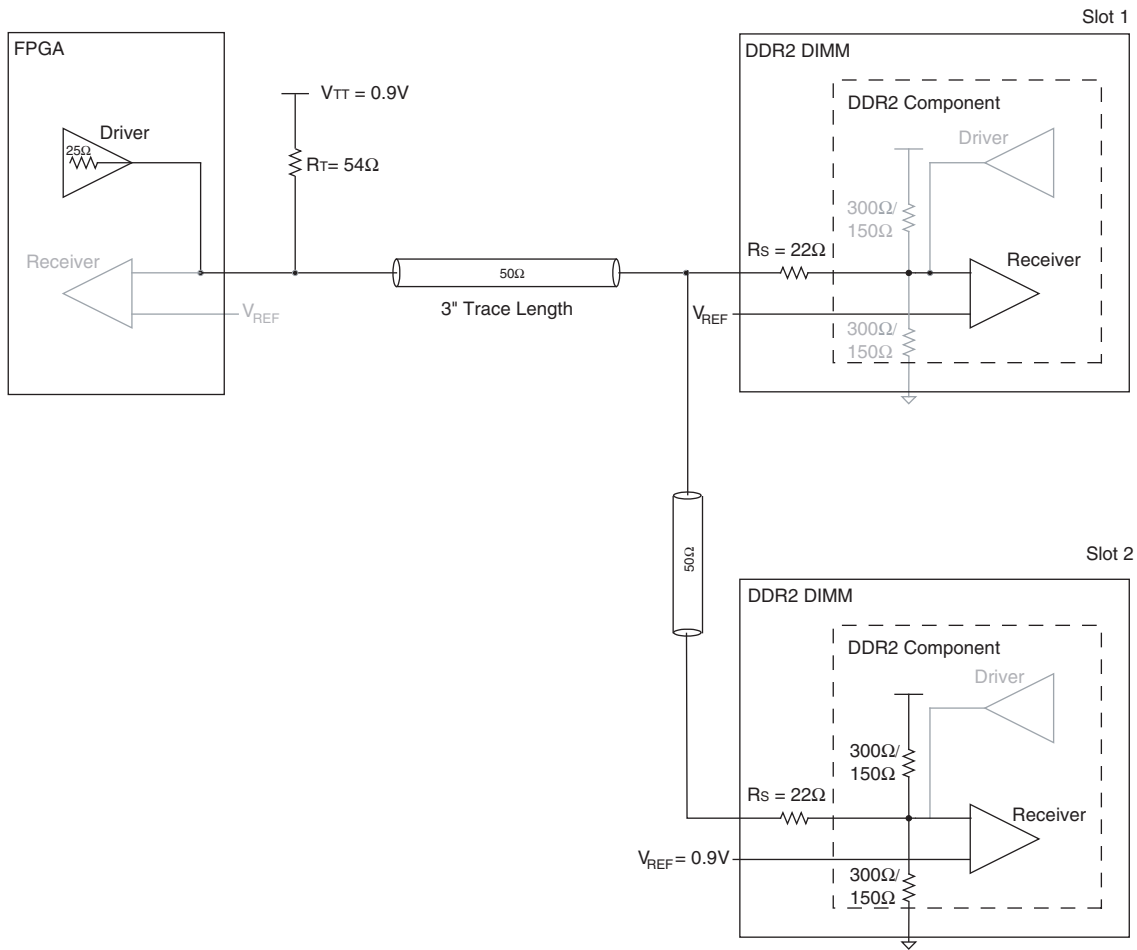 Slot 1
FPGA
DDR2 DIMM
VTT = 0.9V
DDR2 Component
Driver
25Ω
Driver
RT= 54Ω
300Ω/
150Ω
Receiver
RS = 22Ω
Receiver
50Ω
3" Trace Length
VREF
VREF
300Ω/
150Ω
50Ω
Slot 2
DDR2 DIMM
DDR2 Component
Driver
300Ω/
150Ω
RS = 22Ω
Receiver
VREF = 0.9V
300Ω/
150Ω